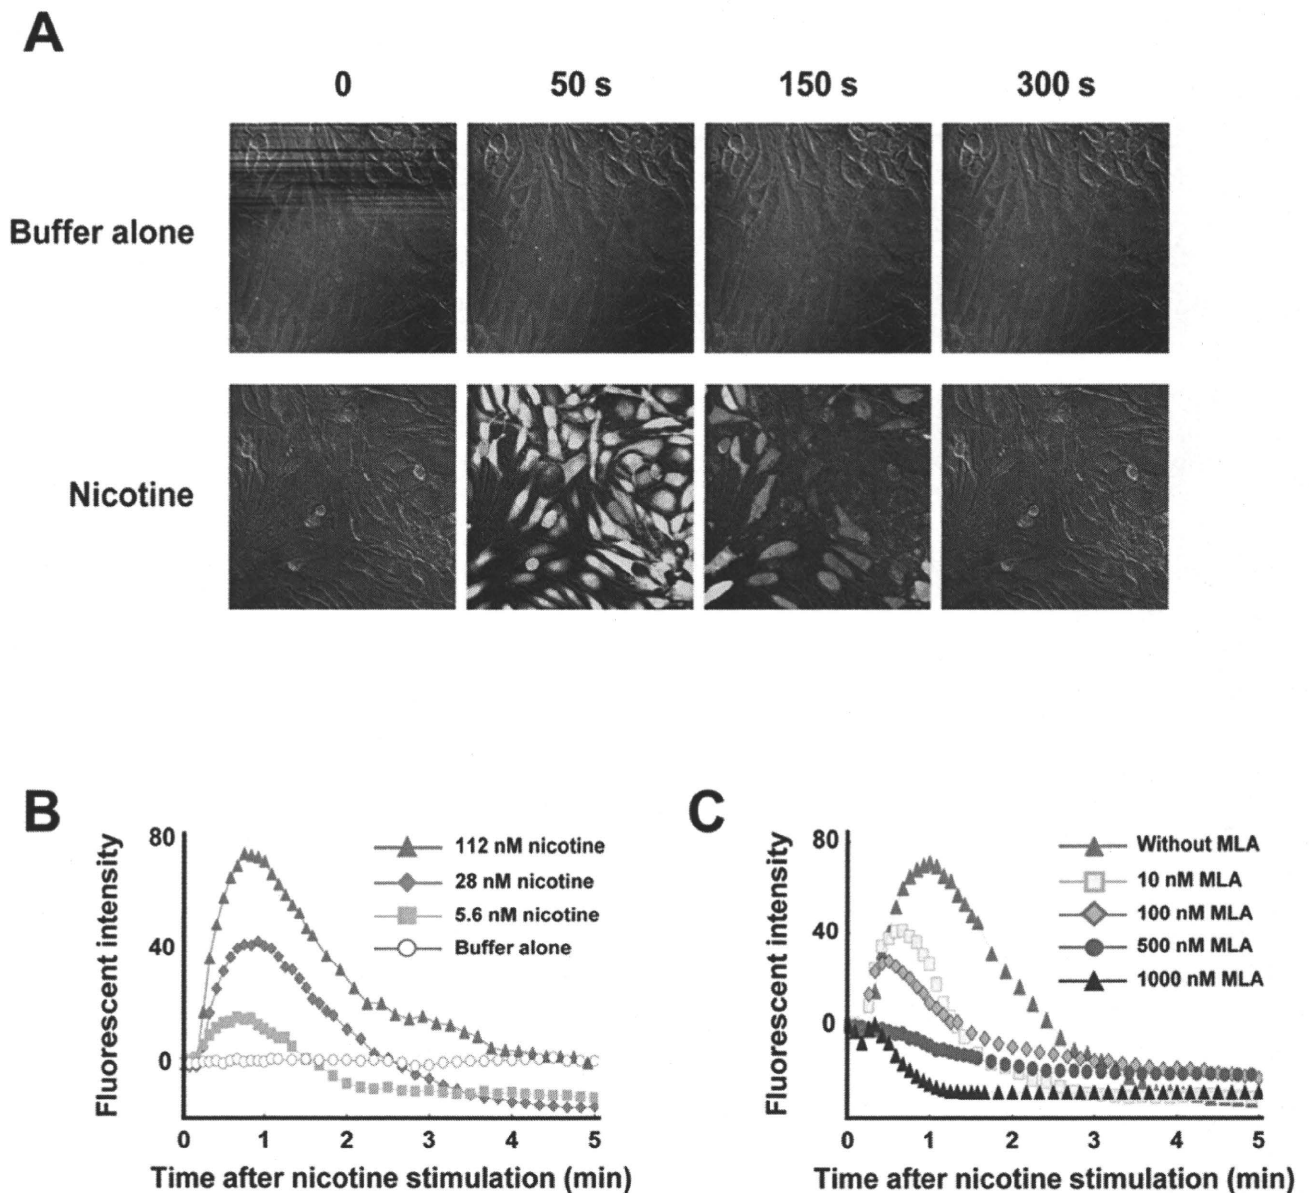 A
0 50 s 150 s 300 s
Buffer alone
Nicotine
B
Fluorescent intensity
80
40
0
112 nM nicotine
28 nM nicotine
5.6 nM nicotine
Buffer alone
0 1 2 3 4 5
Time after nicotine stimulation (min)
C
Fluorescent intensity
80
40
0
Without MLA
10 nM MLA
100 nM MLA
500 nM MLA
1000 nM MLA
0 1 2 3 4 5
Time after nicotine stimulation (min)